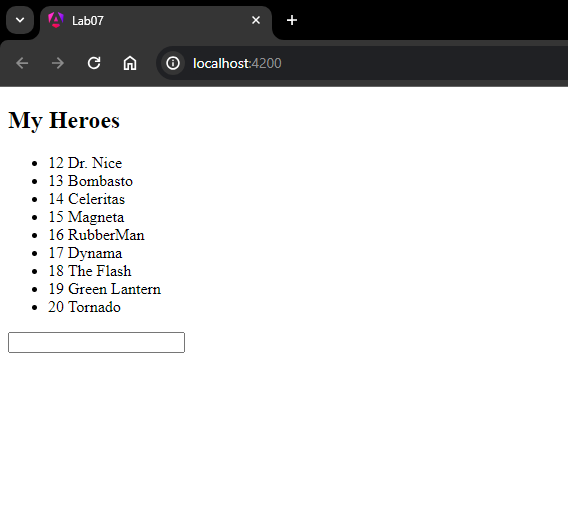 Lab07
localhost:4200
My Heroes
12 Dr. Nice
13 Bombasto
14 Celeritas
15 Magneta
16 RubberMan
17 Dynama
18 The Flash
19 Green Lantern
20 Tornado